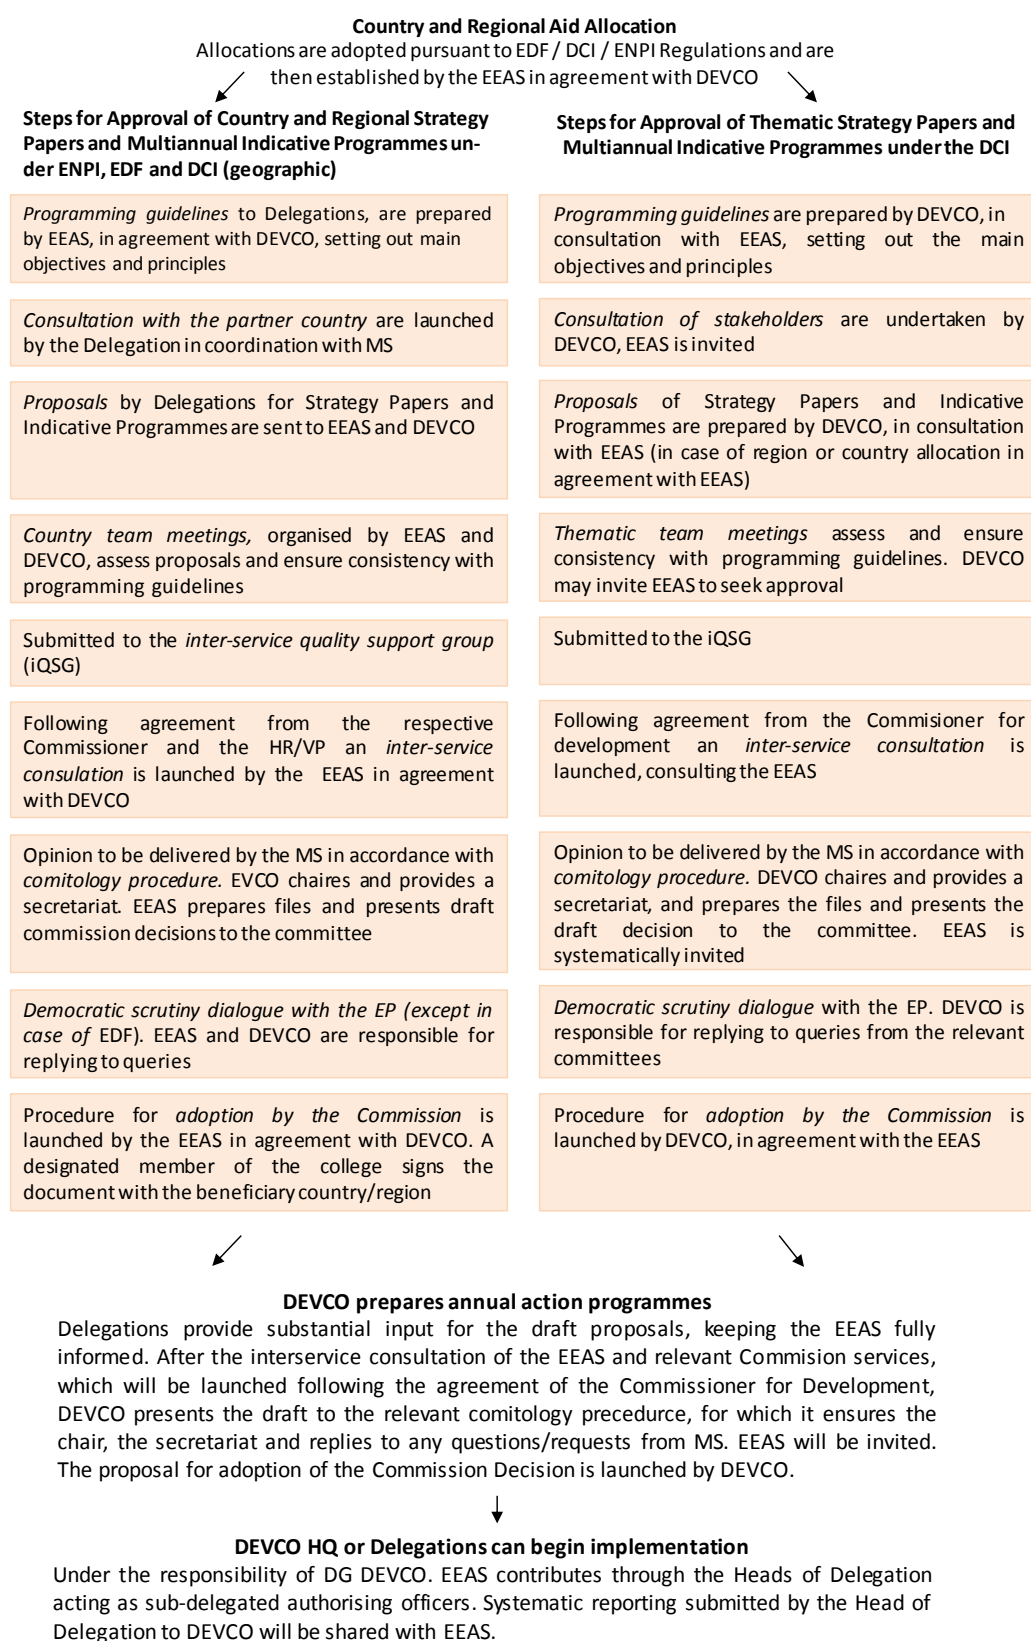 Country and Regional Aid Allocation
Allocations are adopted pursuant to EDF / DCI / ENPI Regulations and are
then established by the EEAS in agreement with DEVCO
Steps for Approval of Country and Regional Strategy
Papers and Multiannual Indicative Programmes un-
der ENPI, EDF and DCI (geographic)
Programming guidelines to Delegations, are prepared
by EEAS, in agreement with DEVCO, setting out main
objectives and principles
Consultation with the partner country are launched
by the Delegation in coordination with MS
Proposals by Delegations for Strategy Papers and
Indicative Programmes are sent to EEAS and DEVCO
Country team meetings, organised by EEAS and
DEVCO, assess proposals and ensure consistency with
programming guidelines
Submitted to the inter-service quality support group
(iQSG)
Following agreement from the respective
Commissioner and the HR/VP an inter-service
consulation is launched by the EEAS in agreement
with DEVCO
Opinion to be delivered by the MS in accordance with
comitology procedure. EVCO chaires and provides a
secretariat. EEAS prepares files and presents draft
commission decisions to the committee
Democratic scrutiny dialogue with the EP (except in
case of EDF). EEAS and DEVCO are responsible for
replying to queries
Procedure for adoption by the Commission is
launched by the EEAS in agreement with DEVCO. A
designated member of the college signs the
document with the beneficiary country/region
Steps for Approval of Thematic Strategy Papers and
Multiannual Indicative Programmes under the DCI
Programming guidelines are prepared by DEVCO, in
consultation with EEAS, setting out the main
objectives and principles
Consultation of stakeholders are undertaken by
DEVCO, EEAS is invited
Proposals of Strategy Papers and Indicative
Programmes are prepared by DEVCO, in consultation
with EEAS (in case of region or country allocation in
agreement with EEAS)
Thematic team meetings assess and ensure
consistency with programming guidelines. DEVCO
may invite EEAS to seek approval
Submitted to the iQSG
Following agreement from the Commisioner for
development an inter-service consultation is
launched, consulting the EEAS
Opinion to be delivered by the MS in accordance with
comitology procedure. DEVCO chaires and provides a
secretariat, and prepares the files and presents the
draft decision to the committee. EEAS is
systematically invited
Democratic scrutiny dialogue with the EP. DEVCO is
responsible for replying to queries from the relevant
committees
Procedure for adoption by the Commission is
launched by DEVCO, in agreement with the EEAS
DEVCO prepares annual action programmes
Delegations provide substantial input for the draft proposals, keeping the EEAS fully
informed. After the interservice consultation of the EEAS and relevant Commision services,
which will be launched following the agreement of the Commissioner for Development,
DEVCO presents the draft to the relevant comitology precedurce, for which it ensures the
chair, the secretariat and replies to any questions/requests from MS. EEAS will be invited.
The proposal for adoption of the Commission Decision is launched by DEVCO.
DEVCO HQ or Delegations can begin implementation
Under the responsibility of DG DEVCO. EEAS contributes through the Heads of Delegation
acting as sub-delegated authorising officers. Systematic reporting submitted by the Head of
Delegation to DEVCO will be shared with EEAS.